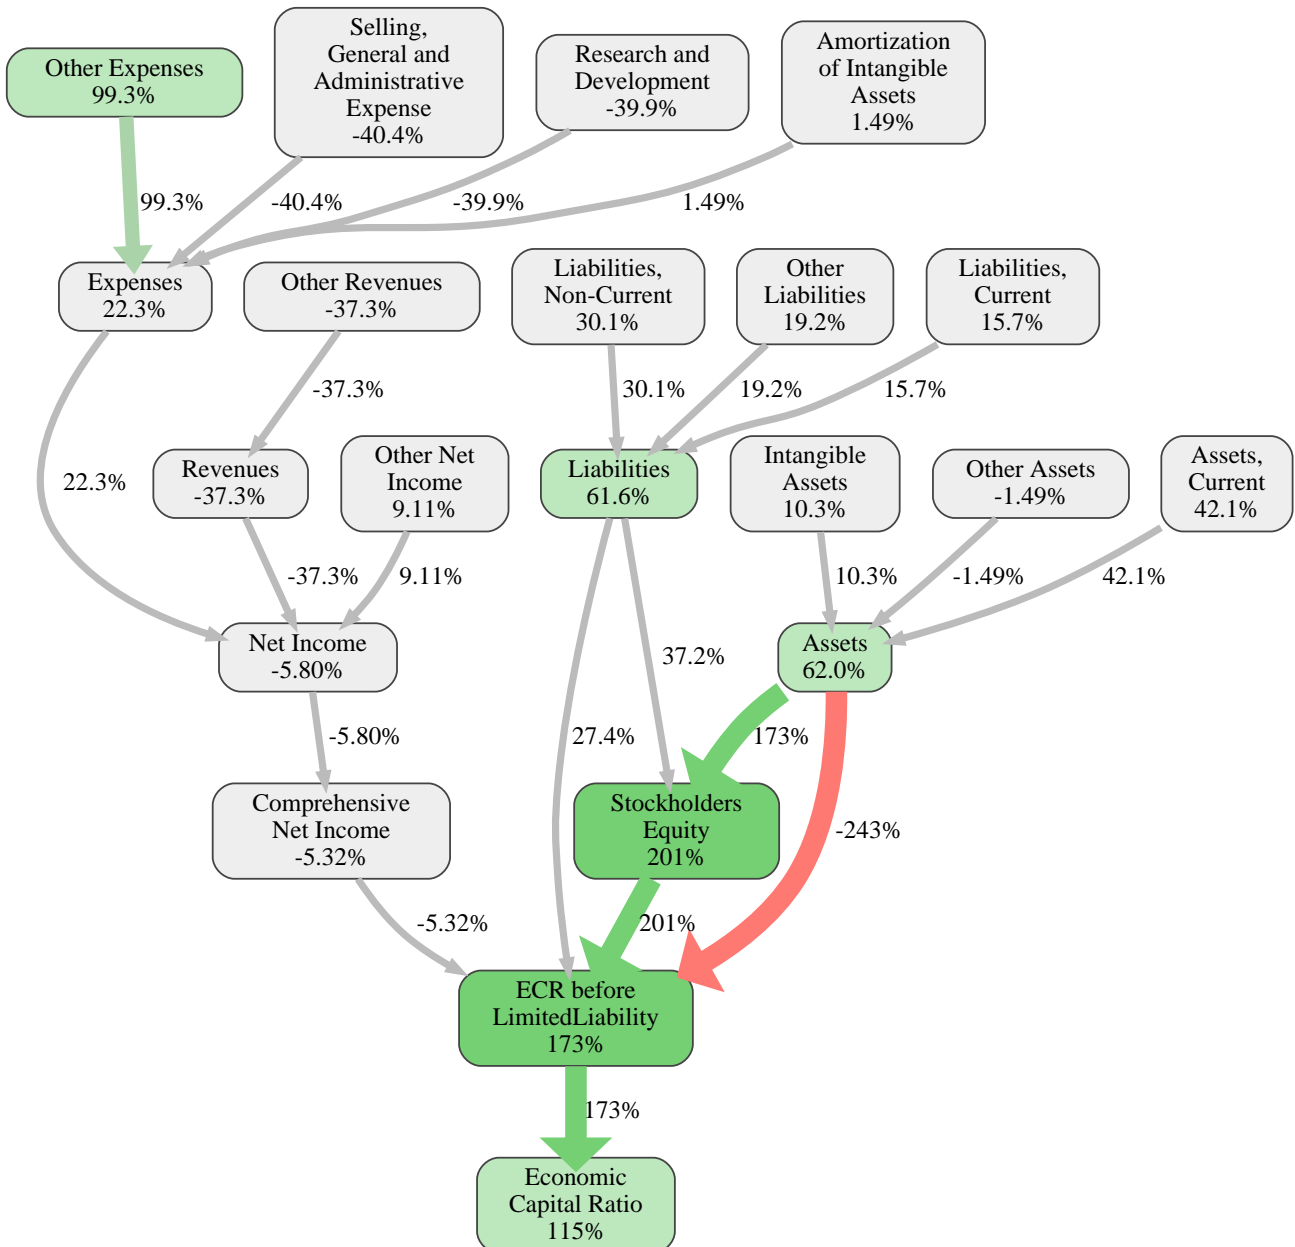 Other Expenses
99.3%
Selling,
General and
Administrative
Expense
-40.4%
Research and
Development
-39.9%
Amortization
of Intangible
Assets
1.49%
99.3%
-40.4%
-39.9%
1.49%
Expenses
22.3%
Other Revenues
-37.3%
Liabilities,
Non-Current
30.1%
Other
Liabilities
19.2%
Liabilities,
Current
15.7%
-37.3%
30.1%
19.2%
15.7%
22.3%
Revenues
-37.3%
Other Net
Income
9.11%
Liabilities
61.6%
Intangible
Assets
10.3%
Other Assets
-1.49%
Assets,
Current
42.1%
-37.3%
9.11%
10.3%
-1.49%
42.1%
Net Income
-5.80%
37.2%
Assets
62.0%
-5.80%
27.4%
173%
Comprehensive
Net Income
-5.32%
Stockholders
Equity
201%
-243%
-5.32%
201%
ECR before
LimitedLiability
173%
173%
Economic
Capital Ratio
115%